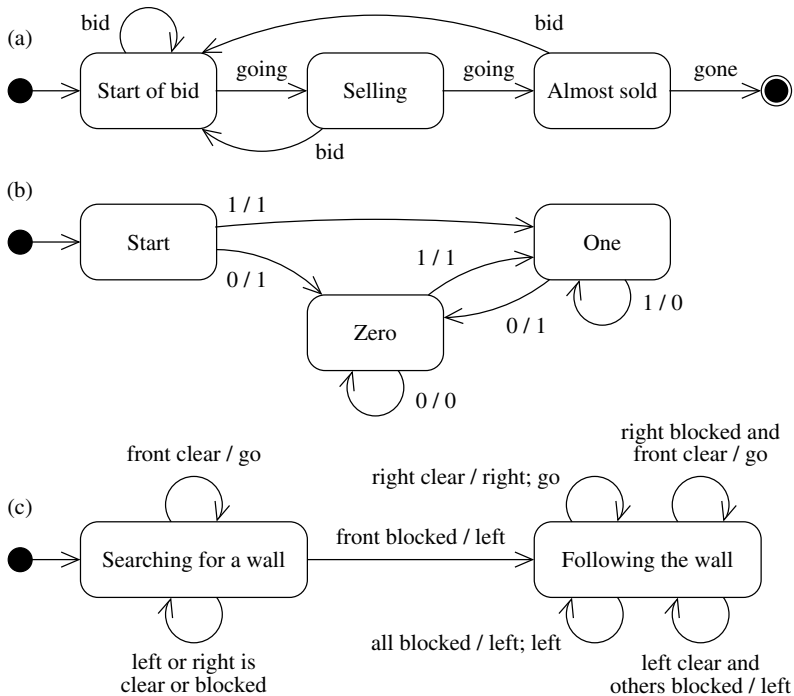 (a)
bid
bid
Start of bid
going
Selling
going
Almost sold
gone
bid
(b)
Start
1 / 1
0 / 1
1 / 1
One
0 / 1
1 / 0
Zero
0 / 0
(c)
front clear / go
Searching for a wall
left or right is
clear or blocked
front blocked / left
right clear / right; go
right blocked and
front clear / go
Following the wall
all blocked / left; left
left clear and
others blocked / left